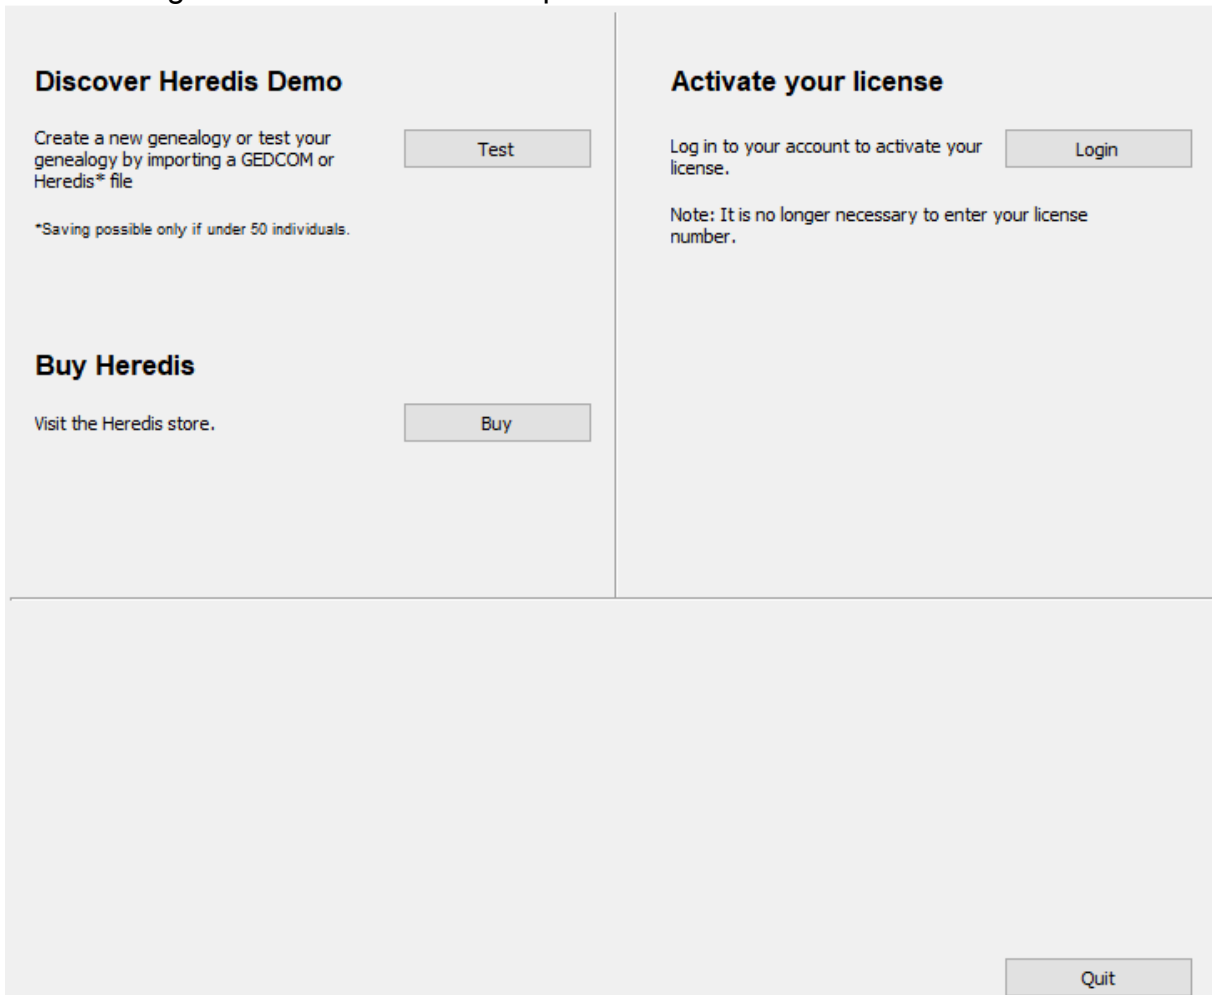 Discover Heredis Demo
Create a new genealogy or test your
genealogy by importing a GEDCOM or
Heredis* file
Test
*Saving possible only if under 50 individuals.
Buy Heredis
Visit the Heredis store.
Buy
Activate your license
Log in to your account to activate your
license.
Login
Note: It is no longer necessary to enter your license
number.
Quit